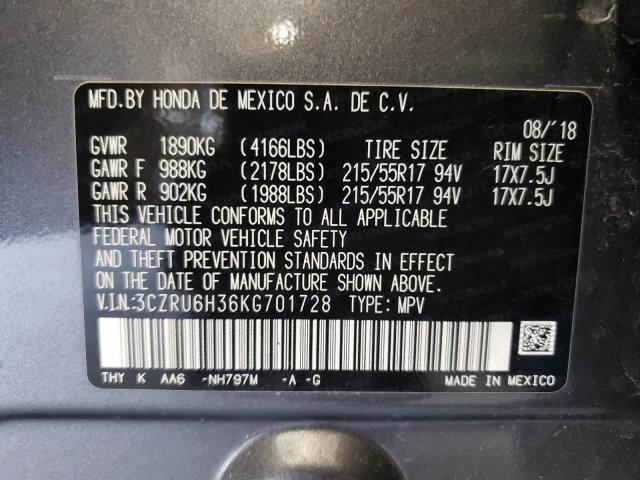 MFD.BY HONDA DE MEXICO S.A. DE C.V.
08/'18
GVWR 1890KG (4166LBS) TIRE SIZE RIM SIZE
GAWR F 988KG (2178LBS) 215/55R17 94V 17X7.5J
GAWR R 902KG (1988LBS) 215/55R17 94V 17X7.5J
THIS VEHICLE CONFORMS TO ALL APPLICABLE
FEDERAL MOTOR VEHICLE SAFETY
AND THEFT PREVENTION STANDARDS IN EFFECT
ON THE DATE OF MANUFACTURE SHOWN ABOVE.
V.I.N.:3CZRU6H36KG701728 TYPE: MPV
THY K AA6 -NH797M -A -G MADE IN MEXICO